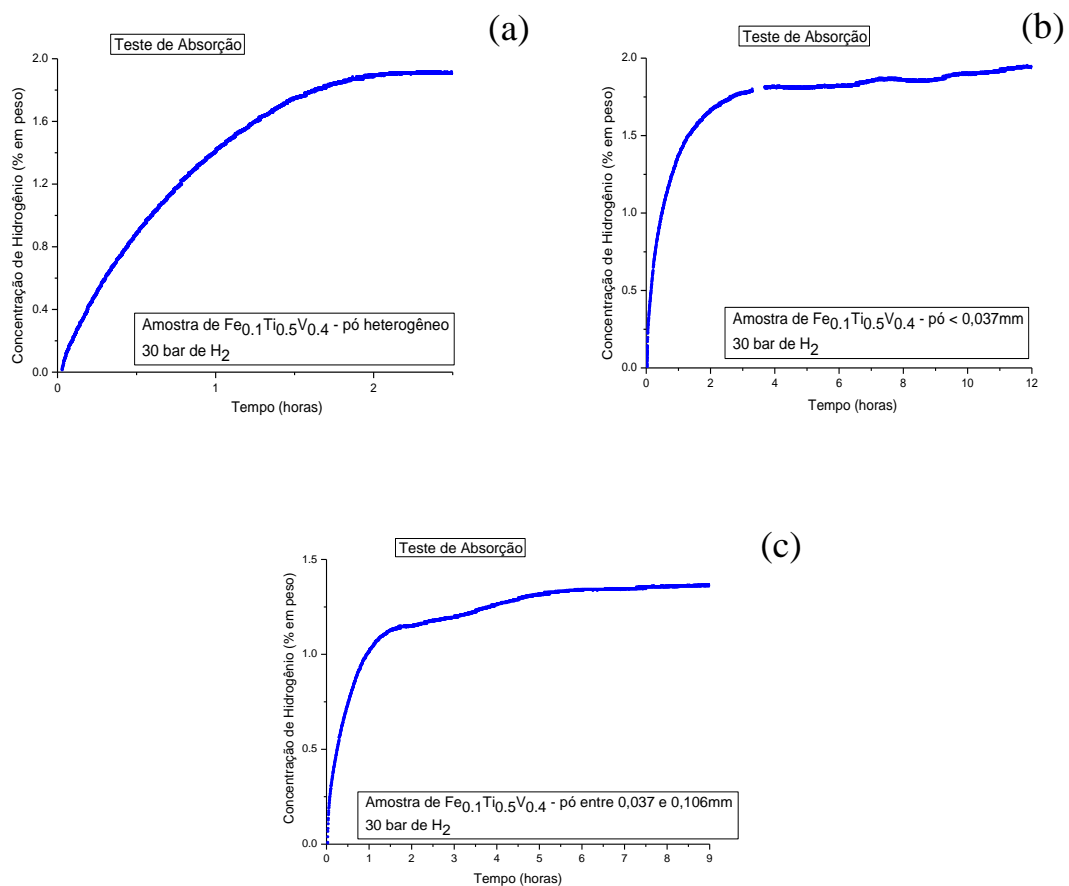 (a)
Teste de Absorção
Concentração de Hidrogênio (% em peso)
2.0
1.6
1.2
0.8
0.4
0.0
Amostra de Fe0.1Ti0.5V0.4 - pó heterogêneo
30 bar de H2
0 1 2
Tempo (horas)
(b)
Teste de Absorção
Concentração de Hidrogênio (% em peso)
2.0
1.5
1.0
0.5
0.0
Amostra de Fe0.1Ti0.5V0.4 - pó < 0,037mm
30 bar de H2
0 2 4 6 8 10 12
Tempo (horas)
(c)
Teste de Absorção
Concentração de Hidrogênio (% em peso)
1.5
1.0
0.5
0.0
Amostra de Fe0.1Ti0.5V0.4 - pó entre 0,037 e 0,106mm
30 bar de H2
0 1 2 3 4 5 6 7 8 9
Tempo (horas)